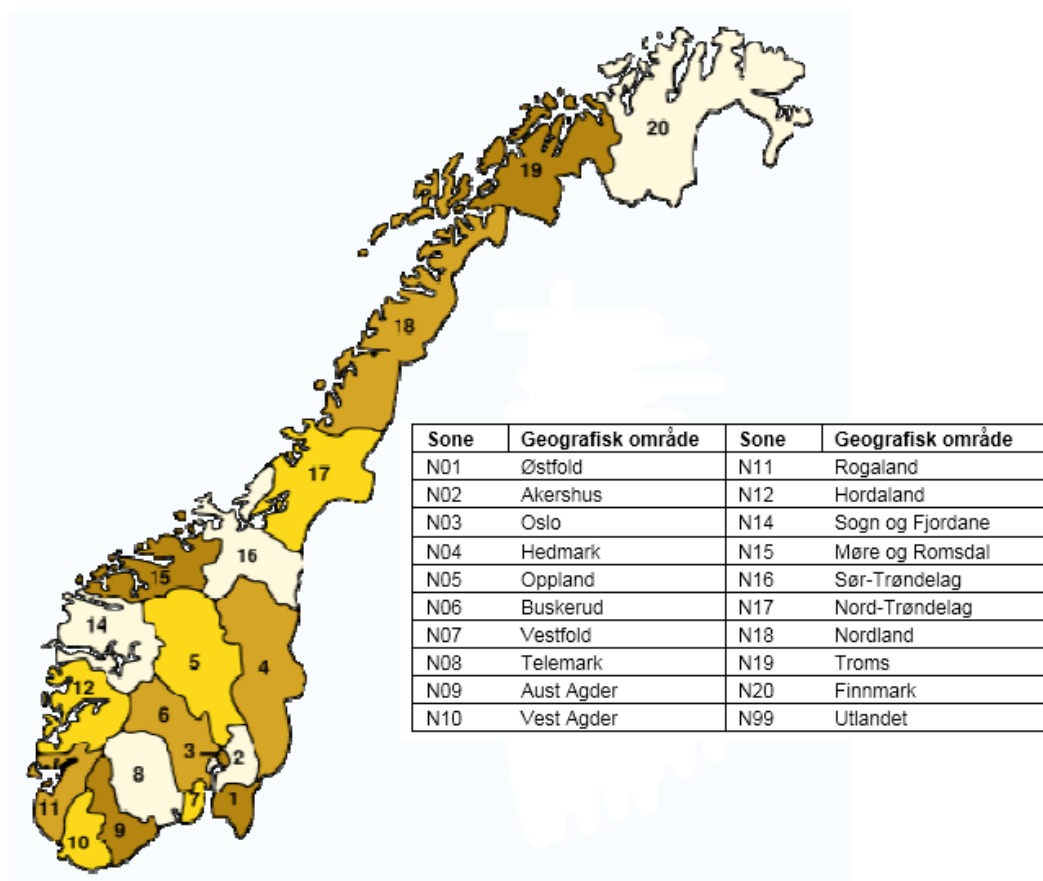 20
19
18
17
16
15
14
5
4
12
6
3
2
8
7
1
11
9
10
Sone Geografisk område Sone Geografisk område
N01 Østfold N11 Rogaland
N02 Akershus N12 Hordaland
N03 Oslo N14 Sogn og Fjordane
N04 Hedmark N15 Møre og Romsdal
N05 Oppland N16 Sør-Trøndelag
N06 Buskerud N17 Nord-Trøndelag
N07 Vestfold N18 Nordland
N08 Telemark N19 Troms
N09 Aust Agder N20 Finnmark
N10 Vest Agder N99 Utlandet